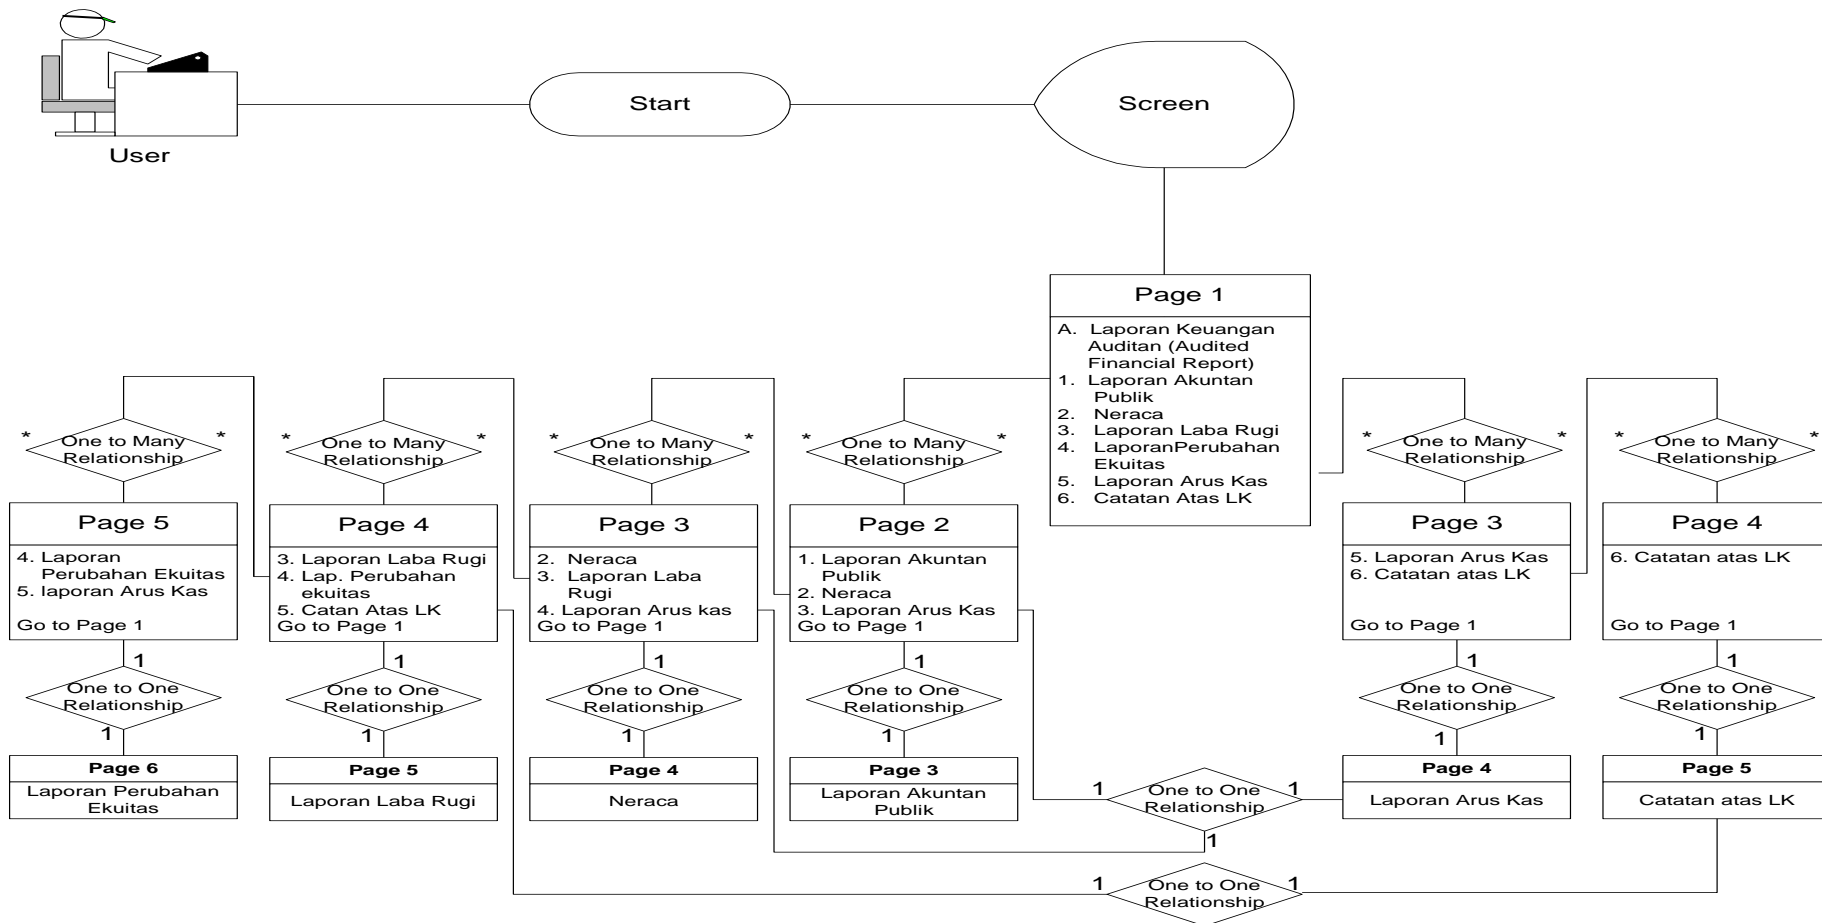 Start
Screen
User
Page 1
A. Laporan Keuangan
Auditan (Audited
Financial Report)
1. Laporan Akuntan
Publik
2. Neraca
3. Laporan Laba Rugi
4. LaporanPerubahan
Ekuitas
5. Laporan Arus Kas
6. Catatan Atas LK
* One to Many *
Relationship
* One to Many *
Relationship
* One to Many *
Relationship
* One to Many *
Relationship
* One to Many *
Relationship
* One to Many *
Relationship
Page 5
4. Laporan
Perubahan Ekuitas
5. laporan Arus Kas
Go to Page 1
Page 4
3. Laporan Laba Rugi
4. Lap. Perubahan
ekuitas
5. Catan Atas LK
Go to Page 1
Page 3
2. Neraca
3. Laporan Laba
Rugi
4. Laporan Arus kas
Go to Page 1
Page 2
1. Laporan Akuntan
Publik
2. Neraca
3. Laporan Arus Kas
Go to Page 1
Page 3
5. Laporan Arus Kas
6. Catatan atas LK
Go to Page 1
Page 4
6. Catatan atas LK
Go to Page 1
1
One to One
Relationship
1
1
One to One
Relationship
1
1
One to One
Relationship
1
1
One to One
Relationship
1
1
One to One
Relationship
1
1
One to One
Relationship
1
Page 6
Laporan Perubahan
Ekuitas
Page 5
Laporan Laba Rugi
Page 4
Neraca
Page 3
Laporan Akuntan
Publik
1 One to One 1
Relationship
1
Page 4
Laporan Arus Kas
Page 5
Catatan atas LK
1 One to One 1
Relationship